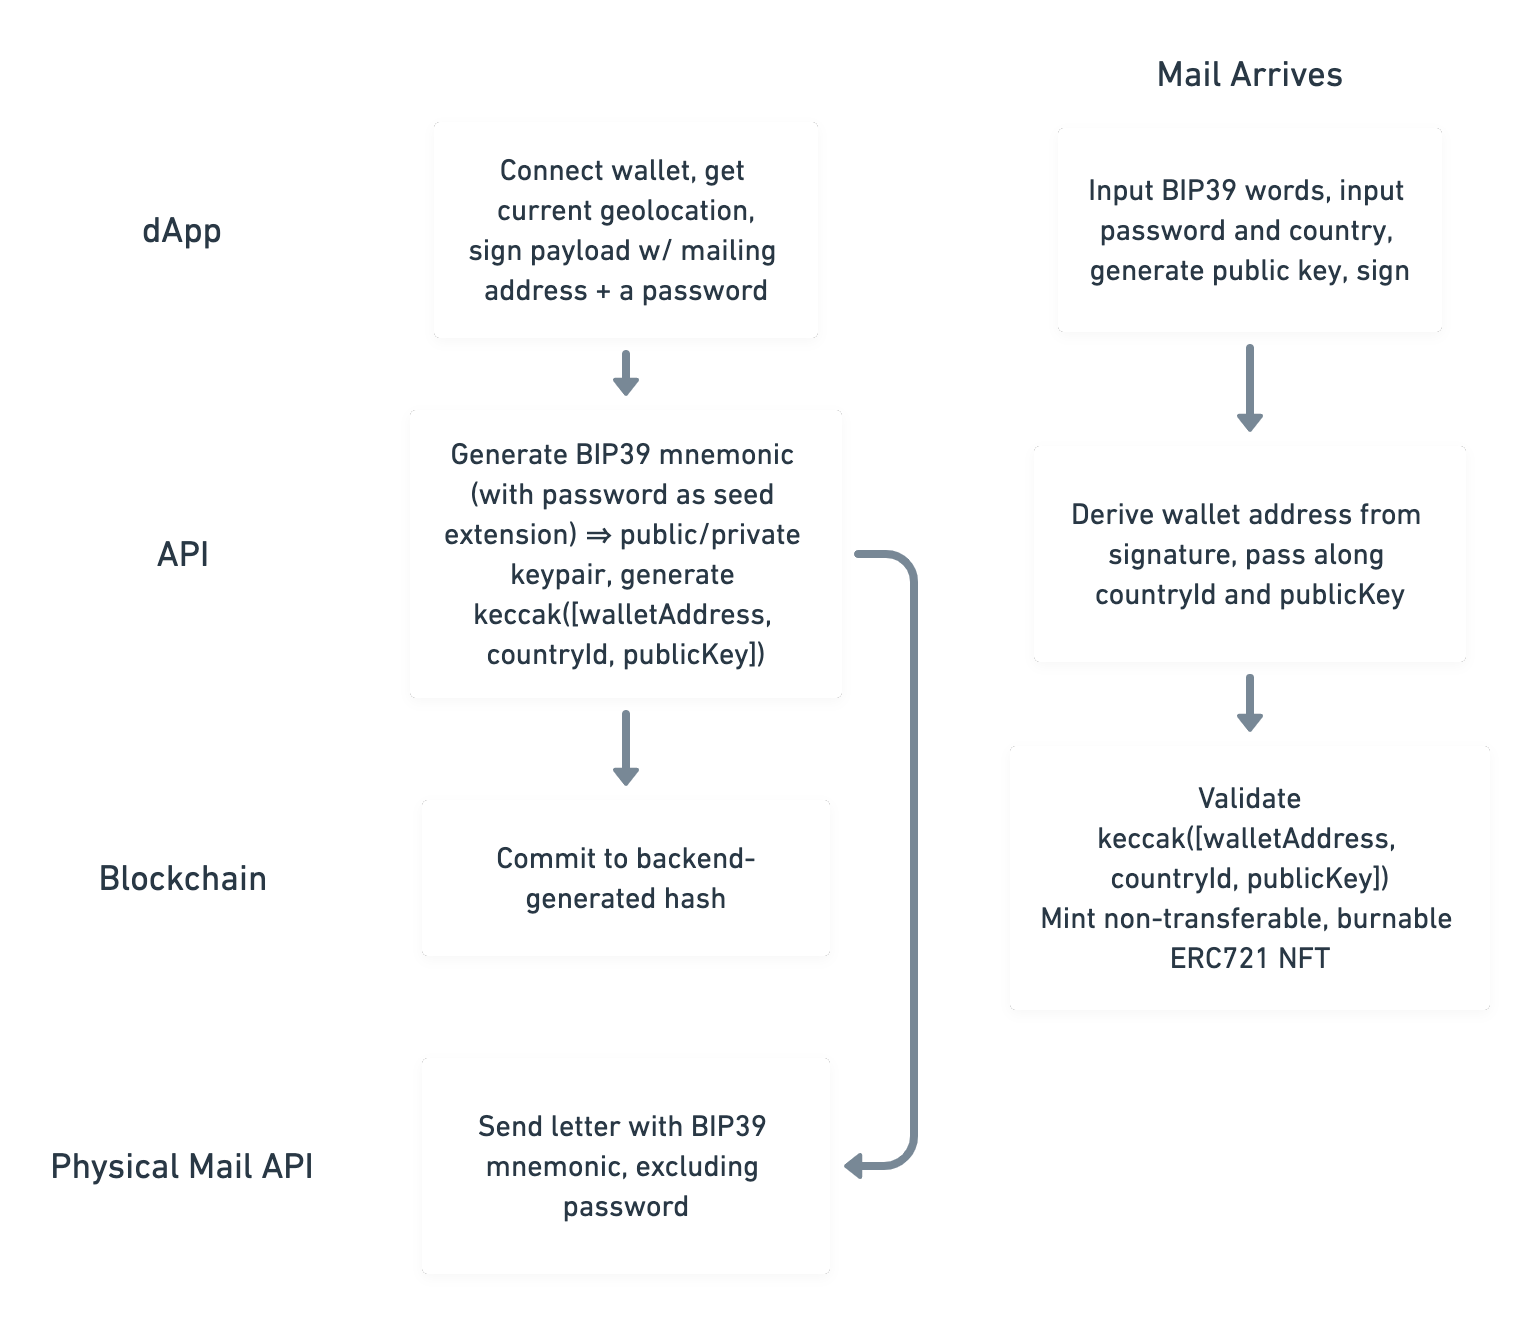 Mail Arrives
dApp
Connect wallet, get
current geolocation,
sign payload w/ mailing
address + a password
Input BIP39 words, input
password and country,
generate public key, sign
API
Generate BIP39 mnemonic
(with password as seed
extension) ⇒ public/private
keypair, generate
keccak([walletAddress,
countryId, publicKey])
Derive wallet address from
signature, pass along
countryId and publicKey
Blockchain
Commit to backend-
generated hash
Validate
keccak([walletAddress,
countryId, publicKey])
Mint non-transferable, burnable
ERC721 NFT
Physical Mail API
Send letter with BIP39
mnemonic, excluding
password